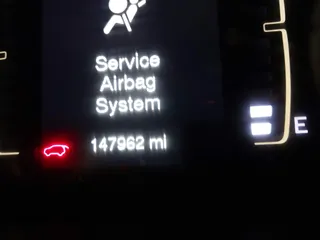 Service
Airbag
System
147962 mi
E